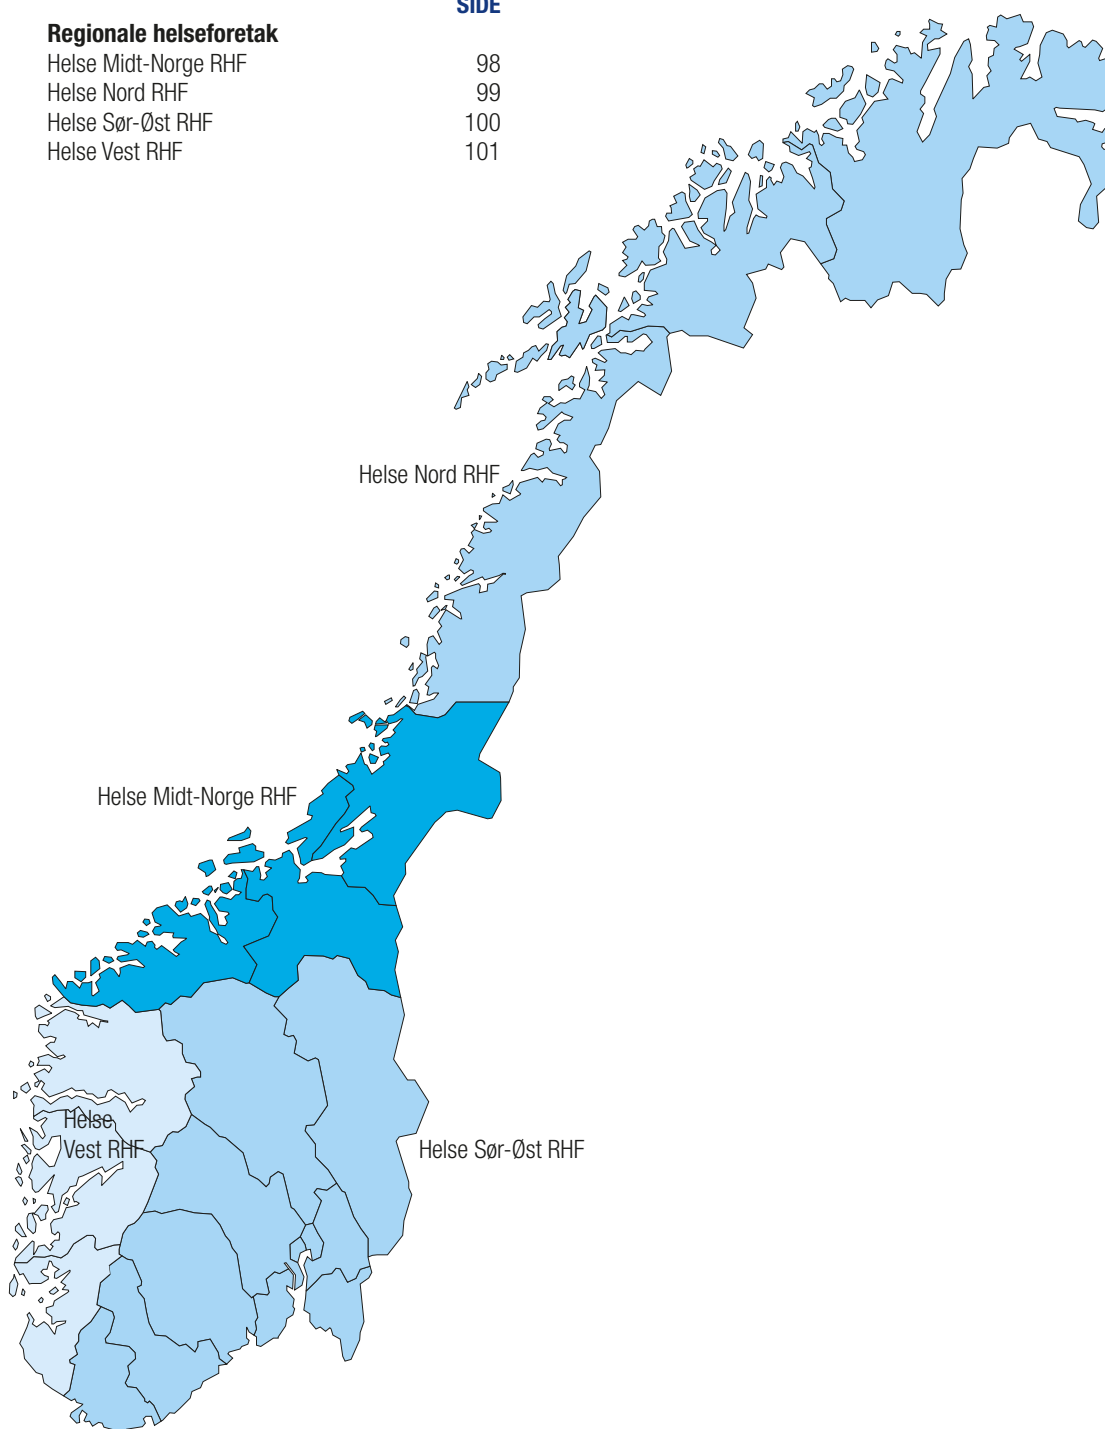 SIDE
Regionale helseforetak
Helse Midt-Norge RHF 98
Helse Nord RHF 99
Helse Sør-Øst RHF 100
Helse Vest RHF 101
Helse Nord RHF
Helse Midt-Norge RHF
Helse
Vest RHF
Helse Sør-Øst RHF